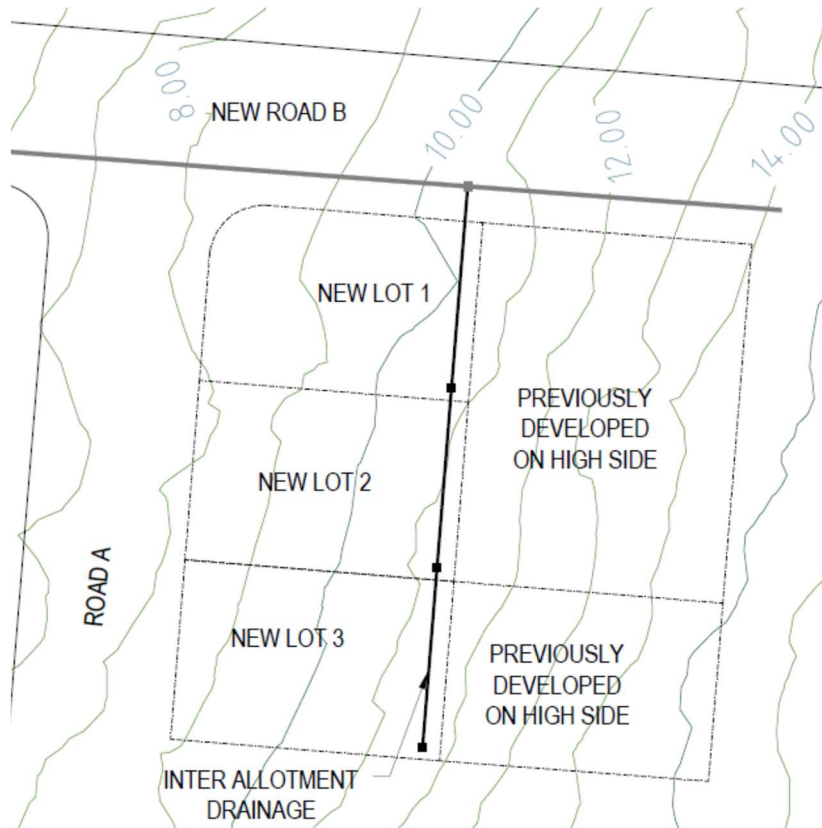 8.00
NEW ROAD B
10.00
12.00
14.00
NEW LOT 1
PREVIOUSLY
DEVELOPED
ON HIGH SIDE
NEW LOT 2
ROAD A
NEW LOT 3
PREVIOUSLY
DEVELOPED
ON HIGH SIDE
INTER ALLOTMENT
DRAINAGE